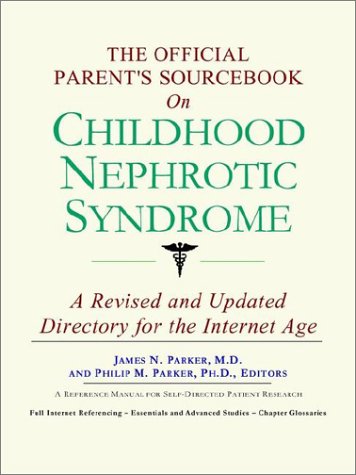 THE OFFICIAL
PARENT'S SOURCEBOOK
On
CHILDHOOD
NEPHROTIC
SYNDROME
A Revised and Updated
Directory for the Internet Age
JAMES N. PARKER, M.D.
AND PHILIP M. PARKER, PH.D., EDITORS
A REFERENCE MANUAL FOR SELF-DIRECTED PATIENT RESEARCH
Full Internet Referencing ~ Essentials and Advanced Studies ~ Chapter Glossaries